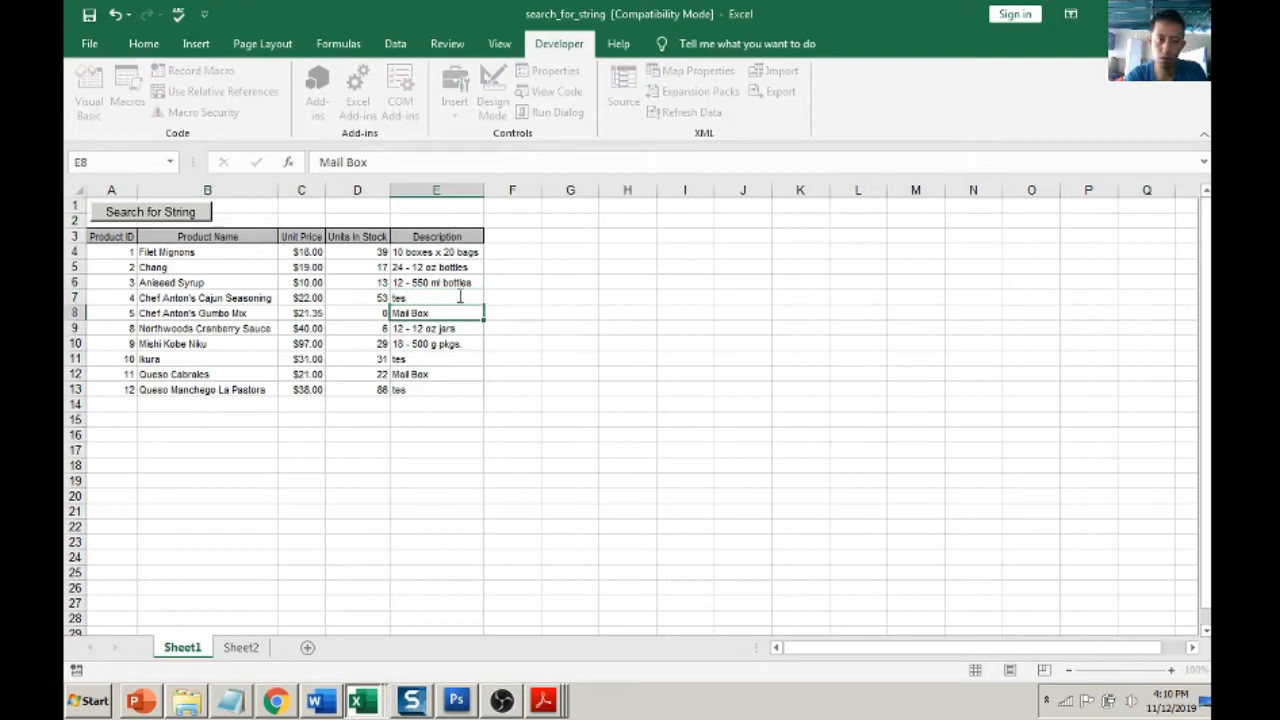 search_for_string [Compatibility Mode] - Excel
Sign in
File Home Insert Page Layout Formulas Data Review View Developer Help Tell me what you want to do
Visual Basic
Macros
Record Macro
Use Relative References
Macro Security
Code
Add-ins
Excel Add-ins
COM Add-ins
Add-ins
Insert
Design Mode
Properties
View Code
Run Dialog
Controls
Source
Map Properties
Expansion Packs
Refresh Data
Import
Export
XML
E8
fx
Mail Box
A B C D E F G H I J K L M N O P Q
1 Search for String
2
3 Product ID Product Name Unit Price Units In Stock Description
4 1 Filet Mignons $18.00 39 10 boxes x 20 bags
5 2 Chang $19.00 17 24 - 12 oz bottles
6 3 Aniseed Syrup $10.00 13 12 - 550 ml bottles
7 4 Chef Anton's Cajun Seasoning $22.00 53 tes
8 5 Chef Anton's Gumbo Mix $21.35 0 Mail Box
9 8 Northwoods Cranberry Sauce $40.00 6 12 - 12 oz jars
10 9 Mishi Kobe Niku $97.00 29 18 - 500 g pkgs.
11 10 Ikura $31.00 31 tes
12 11 Queso Cabrales $21.00 22 Mail Box
13 12 Queso Manchego La Pastora $38.00 86 tes
14
15
16
17
18
19
20
21
22
23
24
25
26
27
28
29
Sheet1 Sheet2
100%
Start
4:10 PM
11/12/2019